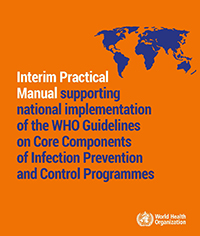 Interim Practical
Manual supporting
national implementation
of the WHO Guidelines
on Core Components
of Infection Prevention
and Control Programmes
World Health
Organization